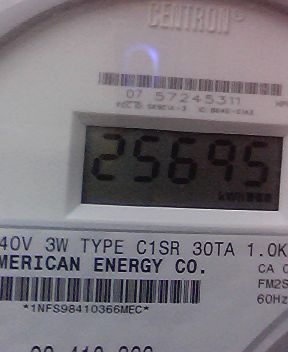 CENTRON®
07 57245311
25695
kWh
40V 3W TYPE C1SR 30TA 1.0K
MERICAN ENERGY CO.
CA
FM2S
60Hz
*1NFS98410366MEC*